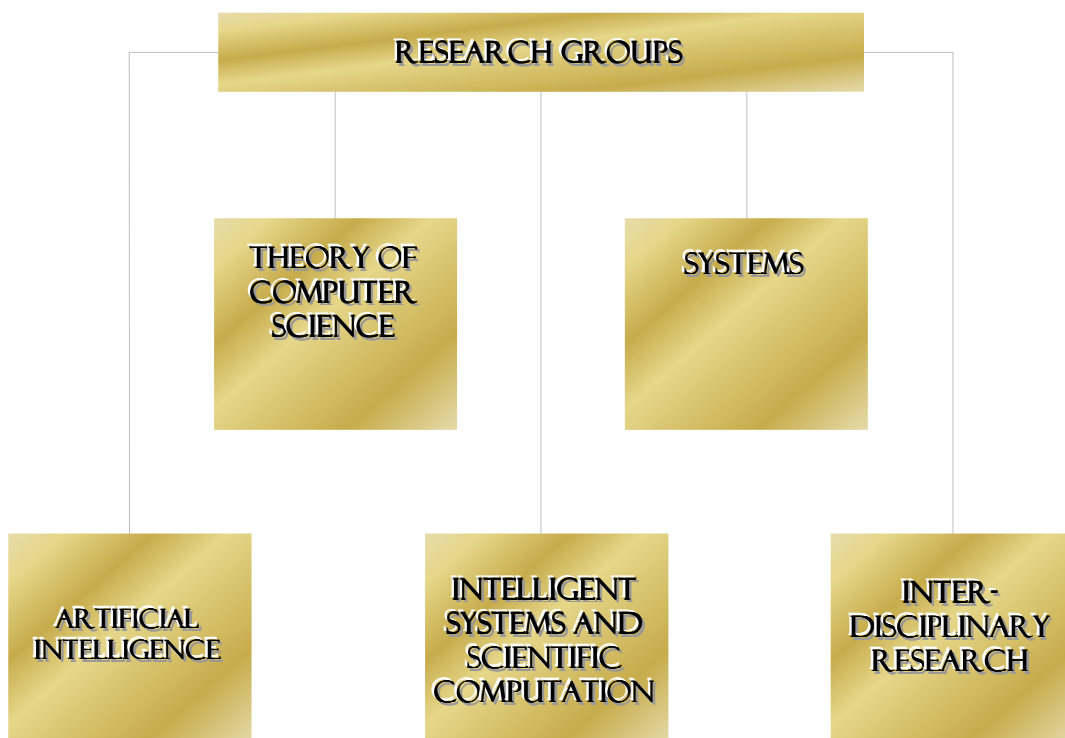 RESEARCH GROUPS
THEORY OF
COMPUTER
SCIENCE
SYSTEMS
ARTIFICIAL
INTELLIGENCE
INTELLIGENT
SYSTEMS AND
SCIENTIFIC
COMPUTATION
INTER-
DISCIPLINARY
RESEARCH